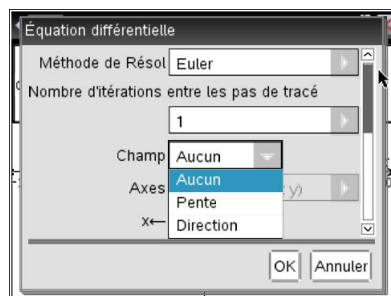 Équation différentielle
Méthode de Résol Euler
Nombre d'itérations entre les pas de tracé
1
Champ Aucun
Aucun
Axes y)
Pente
x← Direction
OK Annuler